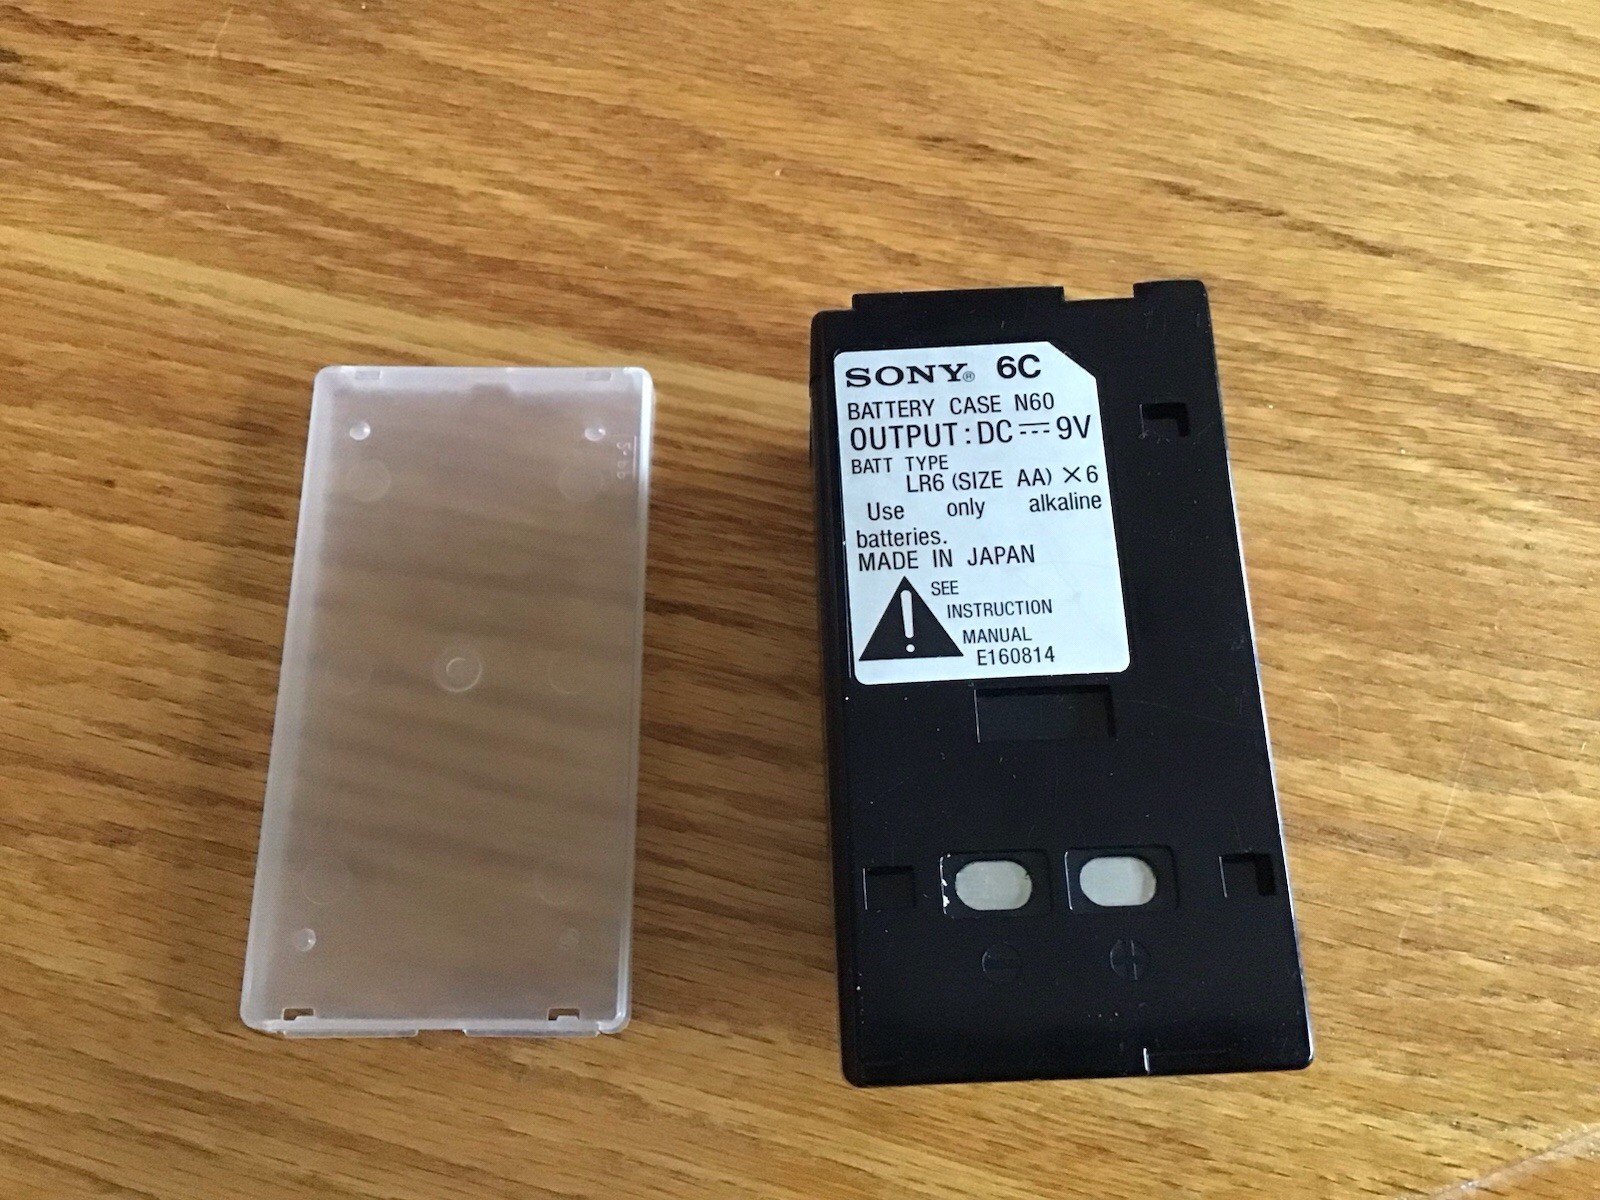 SONY® 6C
BATTERY CASE N60
OUTPUT : DC ⎓ 9V
BATT TYPE
LR6 (SIZE AA) ×6
Use only alkaline
batteries.
MADE IN JAPAN
SEE
INSTRUCTION
MANUAL
E160814